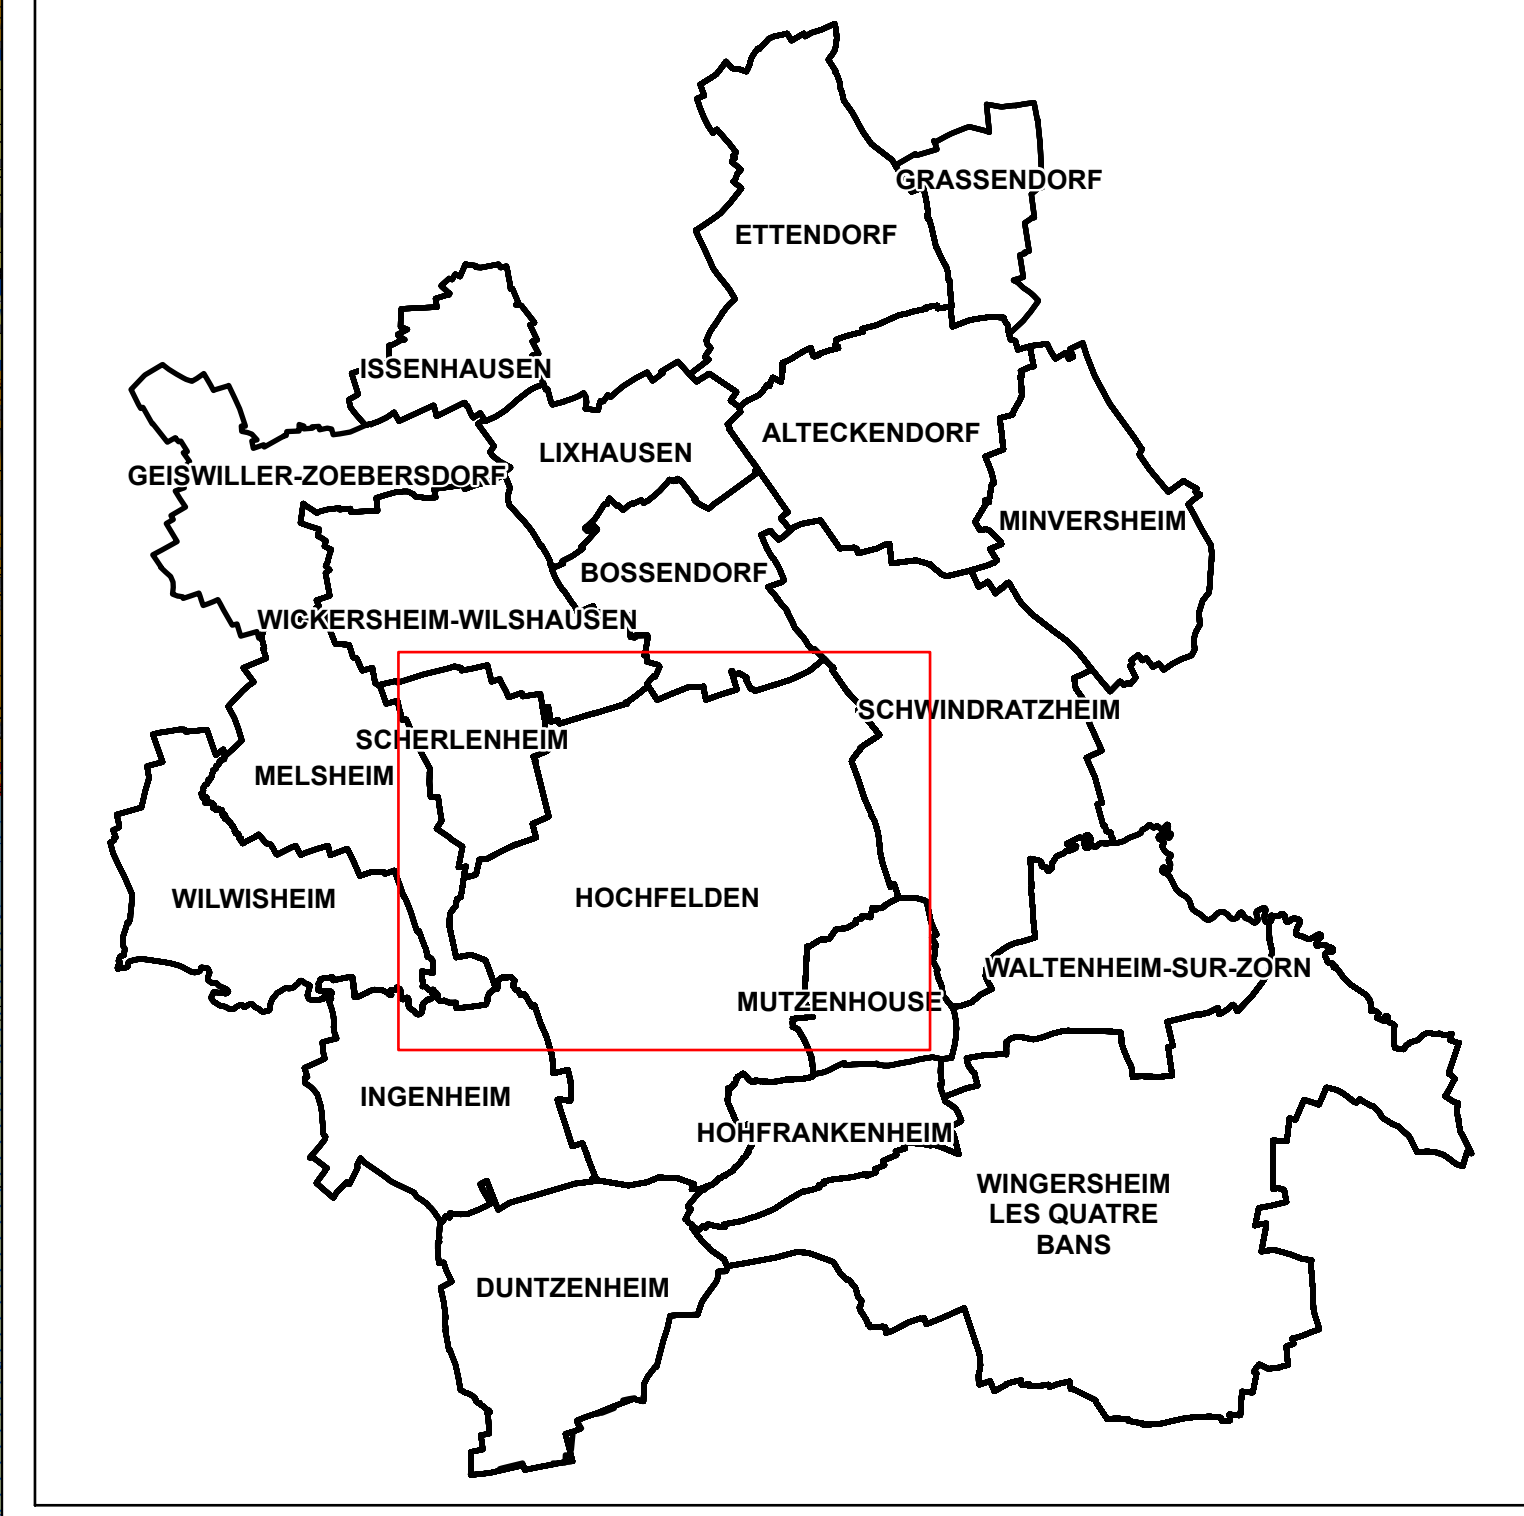 GRASSENDORF
ETTENDORF
ISSENHAUSEN
ALTECKENDORF
LIXHAUSEN
GEISWILLER-ZOEBERSDORF
MINVERSHEIM
BOSSENDORF
WICKERSHEIM-WILSHAUSEN
SCHWINDRATZHEIM
SCHERLENHEIM
MELSHEIM
WILWISHEIM
HOCHFELDEN
WALTENHEIM-SUR-ZORN
MUTZENHOUSE
INGENHEIM
HOHFRANKENHEIM
WINGERSHEIM
LES QUATRE
BANS
DUNTZENHEIM